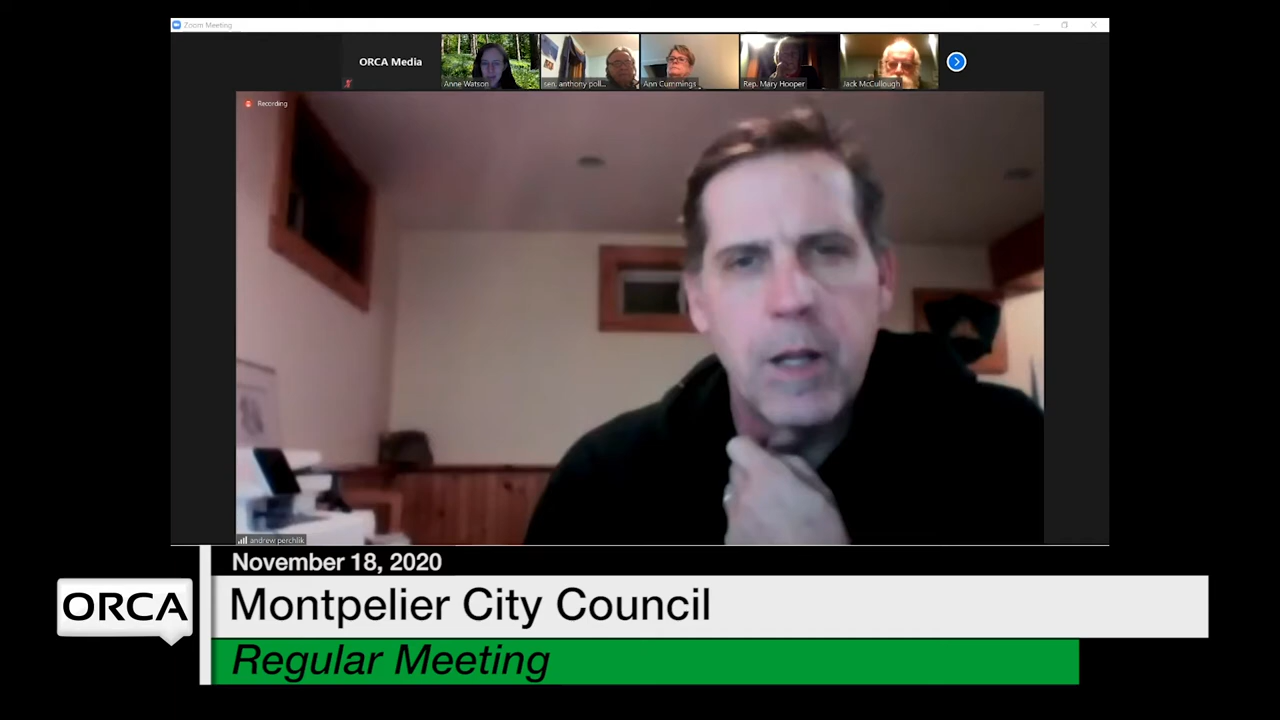 Zoom Meeting
ORCA Media
Anne Watson
sen. anthony poll...
Ann Cummings
Rep. Mary Hooper
Jack McCullough
Recording
andrew perchlik
November 18, 2020
ORCA
Montpelier City Council
Regular Meeting